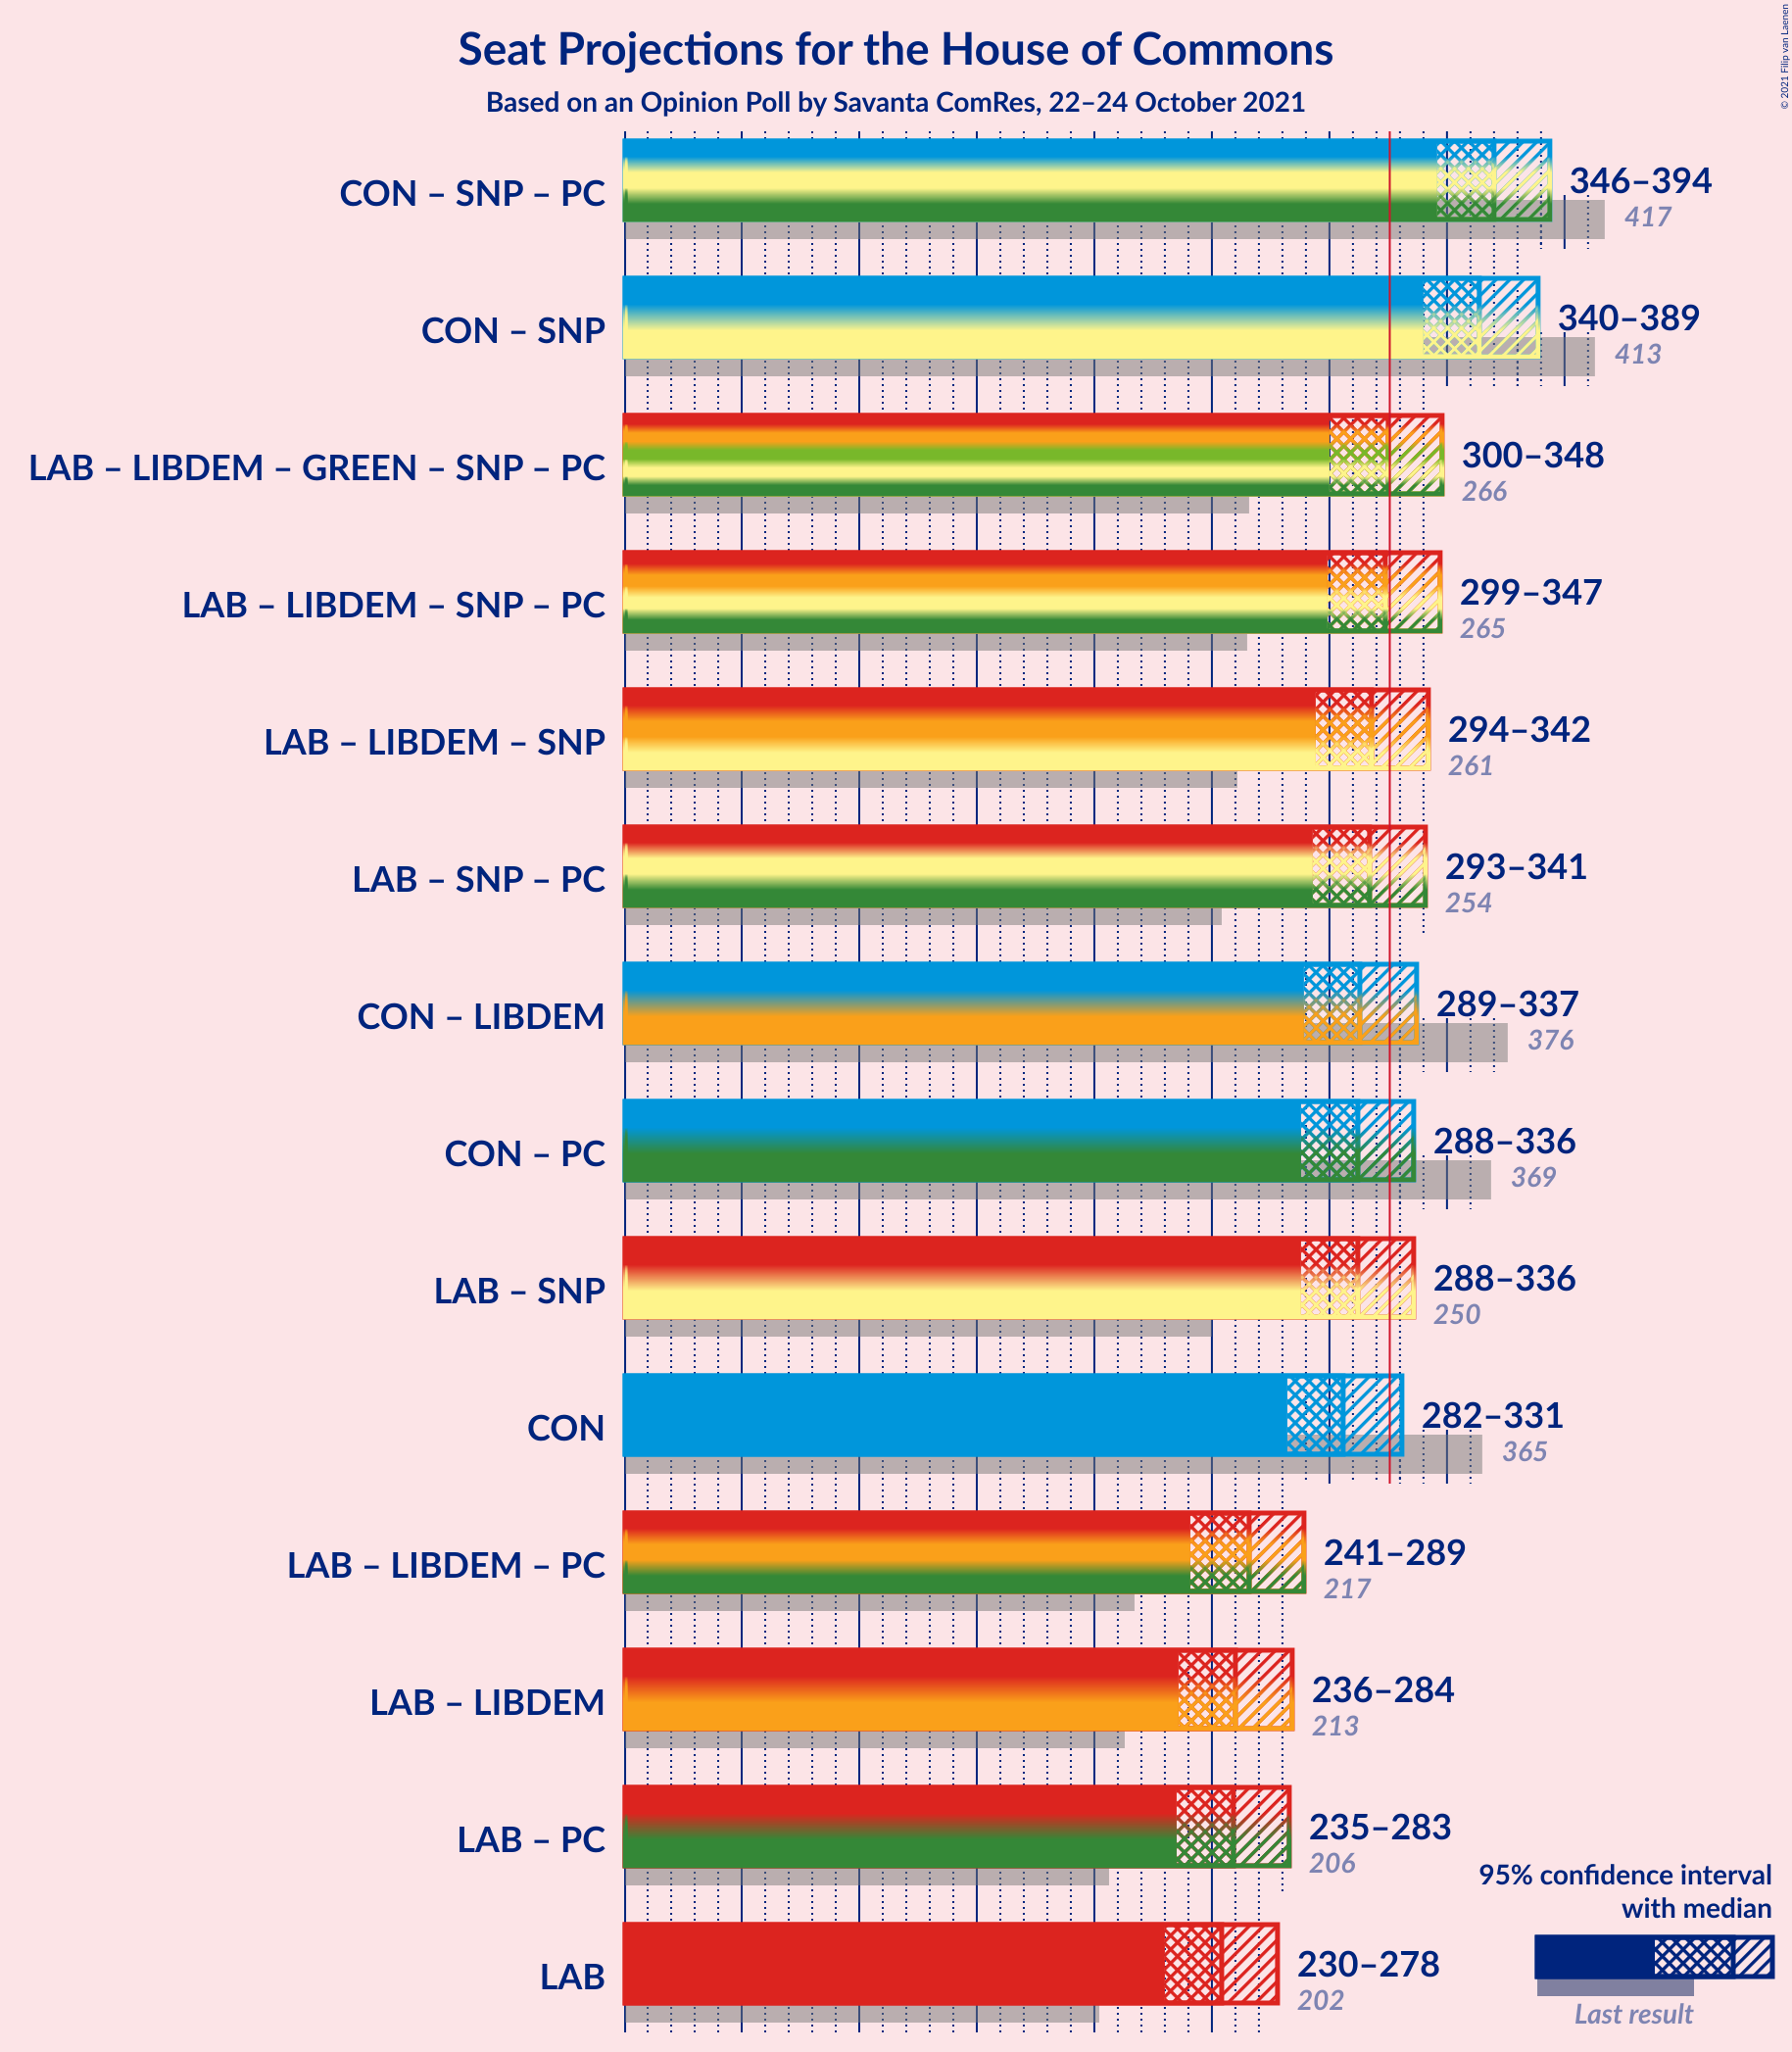 Seat Projections for the House of Commons
Based on an Opinion Poll by Savanta ComRes, 22–24 October 2021
© 2021 Filip van Laenen
CON – SNP – PC
346–394
417
CON – SNP
340–389
413
LAB – LIBDEM – GREEN – SNP – PC
300–348
266
LAB – LIBDEM – SNP – PC
299–347
265
LAB – LIBDEM – SNP
294–342
261
LAB – SNP – PC
293–341
254
CON – LIBDEM
289–337
376
CON – PC
288–336
369
LAB – SNP
288–336
250
CON
282–331
365
LAB – LIBDEM – PC
241–289
217
LAB – LIBDEM
236–284
213
LAB – PC
235–283
206
LAB
230–278
202
95% confidence interval
with median
Last result